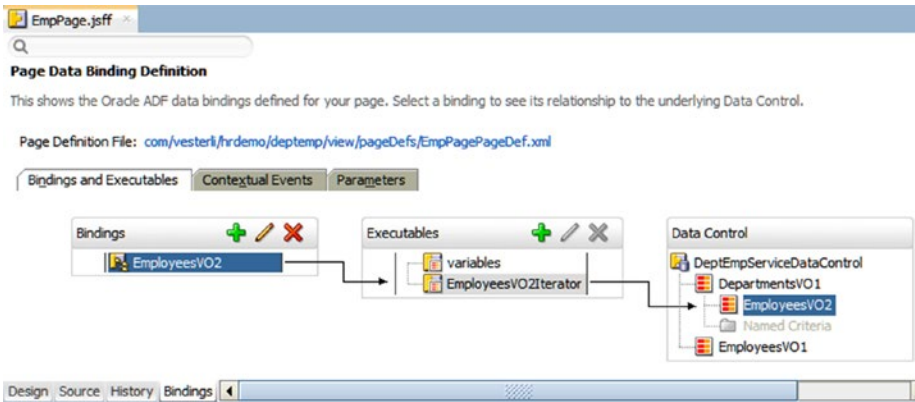 EmpPage.jsff
Page Data Binding Definition
This shows the Oracle ADF data bindings defined for your page. Select a binding to see its relationship to the underlying Data Control.
Page Definition File: com/vesterli/hrdemo/deptemp/view/pageDefs/EmpPagePageDef.xml
Bindings and Executables Contextual Events Parameters
Bindings Executables Data Control
EmployeesVO2 variables DeptEmpServiceDataControl
EmployeesVO2Iterator DepartmentsVO1
EmployeesVO2
Named Criteria
EmployeesVO1
Design Source History Bindings